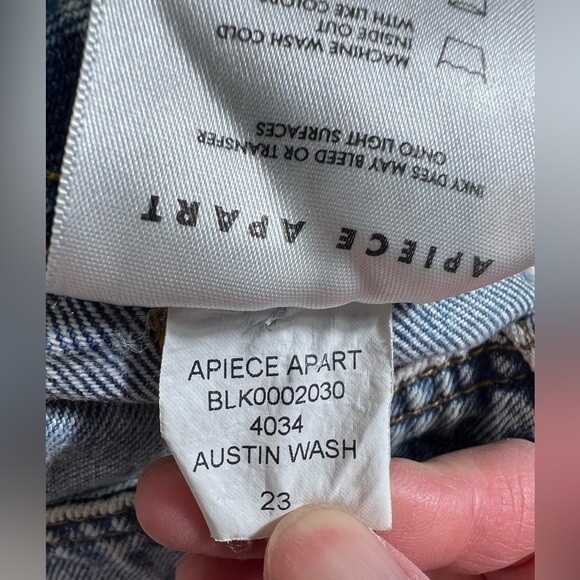 APIECE APART
INKY DYES MAY BLEED OR TRANSFER
ONTO LIGHT SURFACES
MACHINE WASH COLD
INSIDE OUT
WITH LIKE COLORS
APIECE APART
BLK0002030
4034
AUSTIN WASH
23